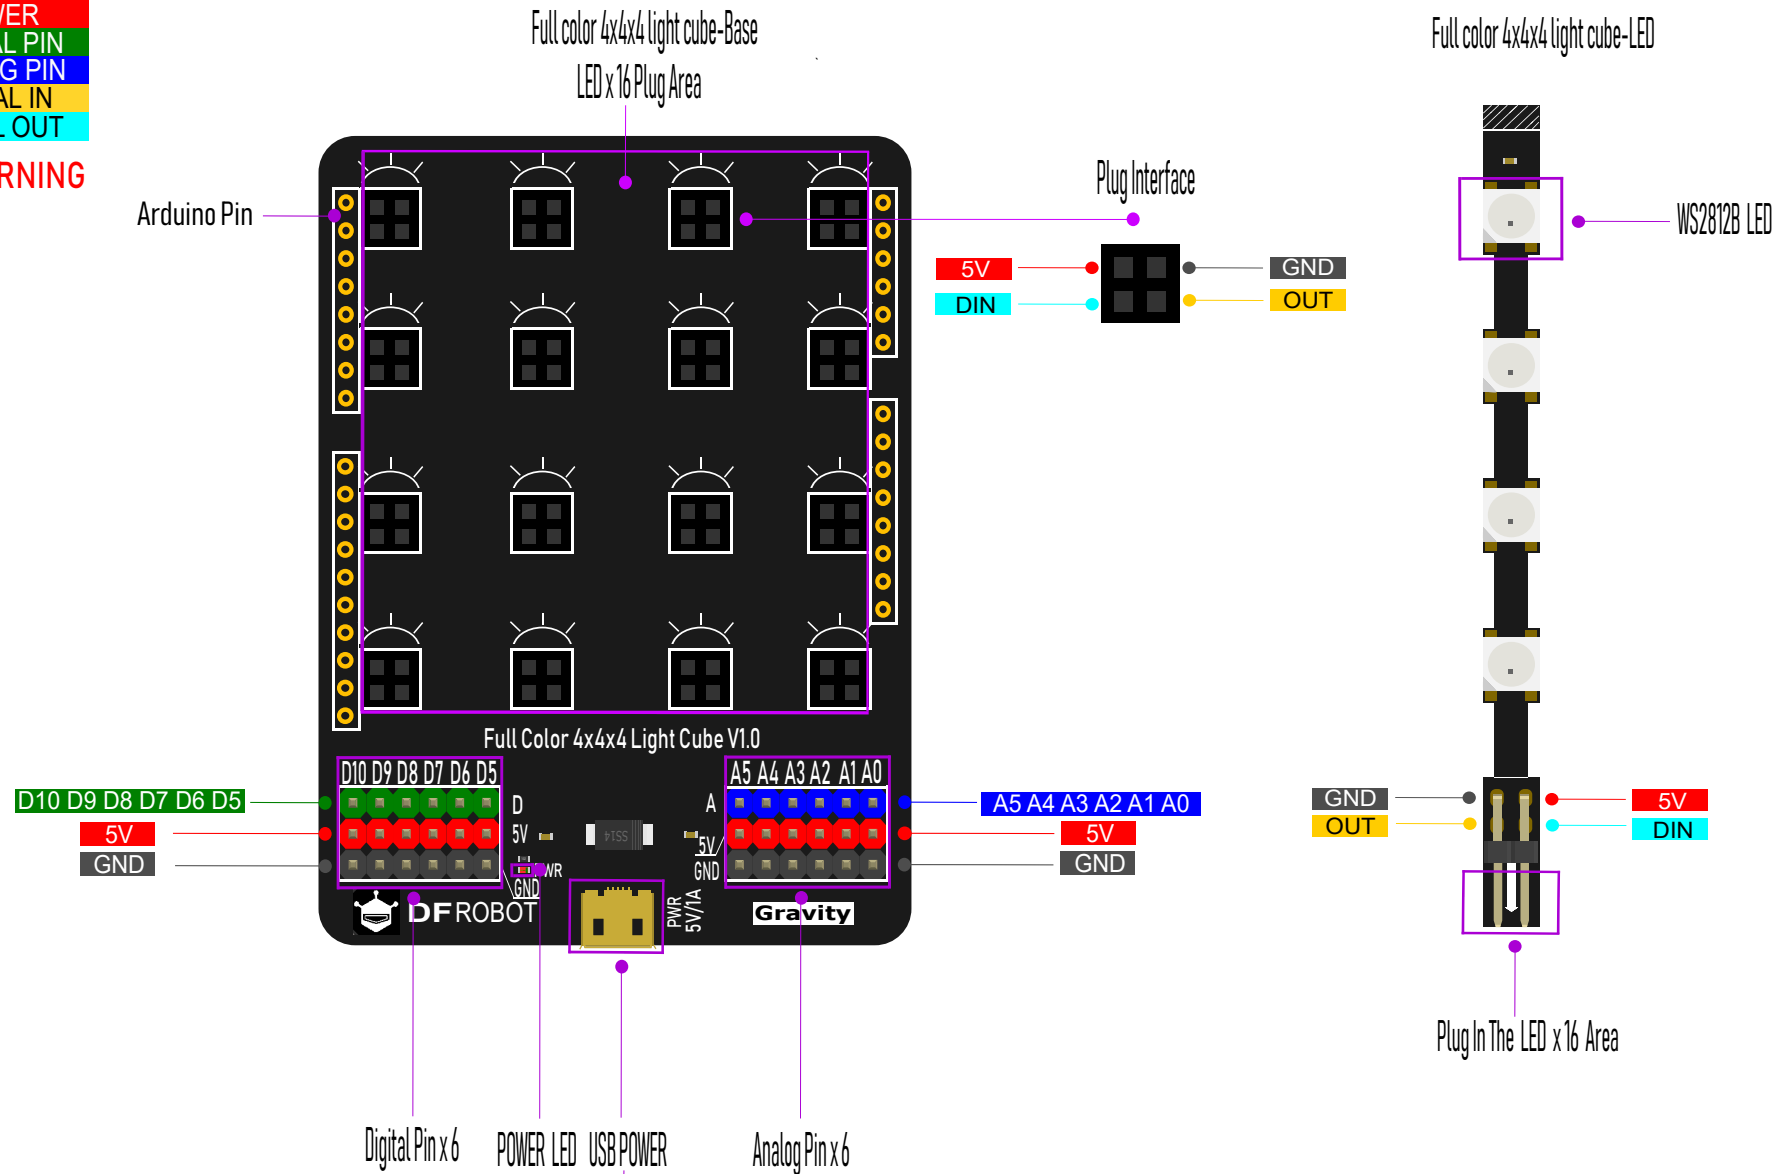 WER
AL PIN
G PIN
AL IN
L OUT
RNING
Full color 4x4x4 light cube-Base
LED x 16 Plug Area
Full color 4x4x4 light cube-LED
Arduino Pin
Plug Interface
5V
GND
DIN
OUT
WS2812B LED
Full Color 4x4x4 Light Cube V1.0
D10 D9 D8 D7 D6 D5
A5 A4 A3 A2 A1 A0
D10 D9 D8 D7 D6 D5
D
A
A5 A4 A3 A2 A1 A0
5V
5V
SS14
5V
5V
GND
PWR
GND
GND
GND
GND
OUT
5V
DIN
DFROBOT
PWR
5V/1A
Gravity
Plug In The LED x 16 Area
Digital Pin x 6
POWER LED
USB POWER
Analog Pin x 6